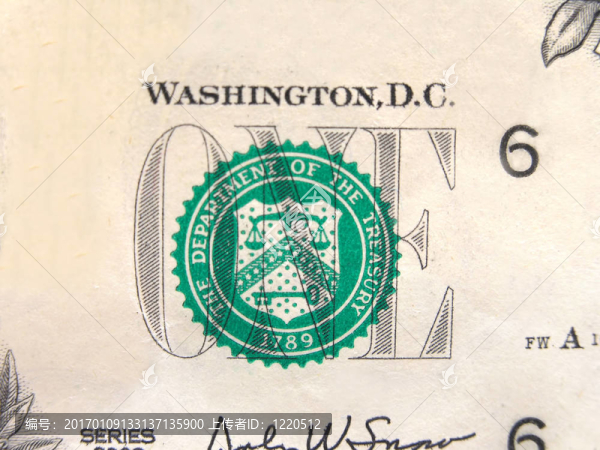 WASHINGTON, D.C.
ONE
6
THE DEPARTMENT OF THE TREASURY
1789
FW A 1
编号：20170109133137135900 上传者ID：1220512
SERIES
6